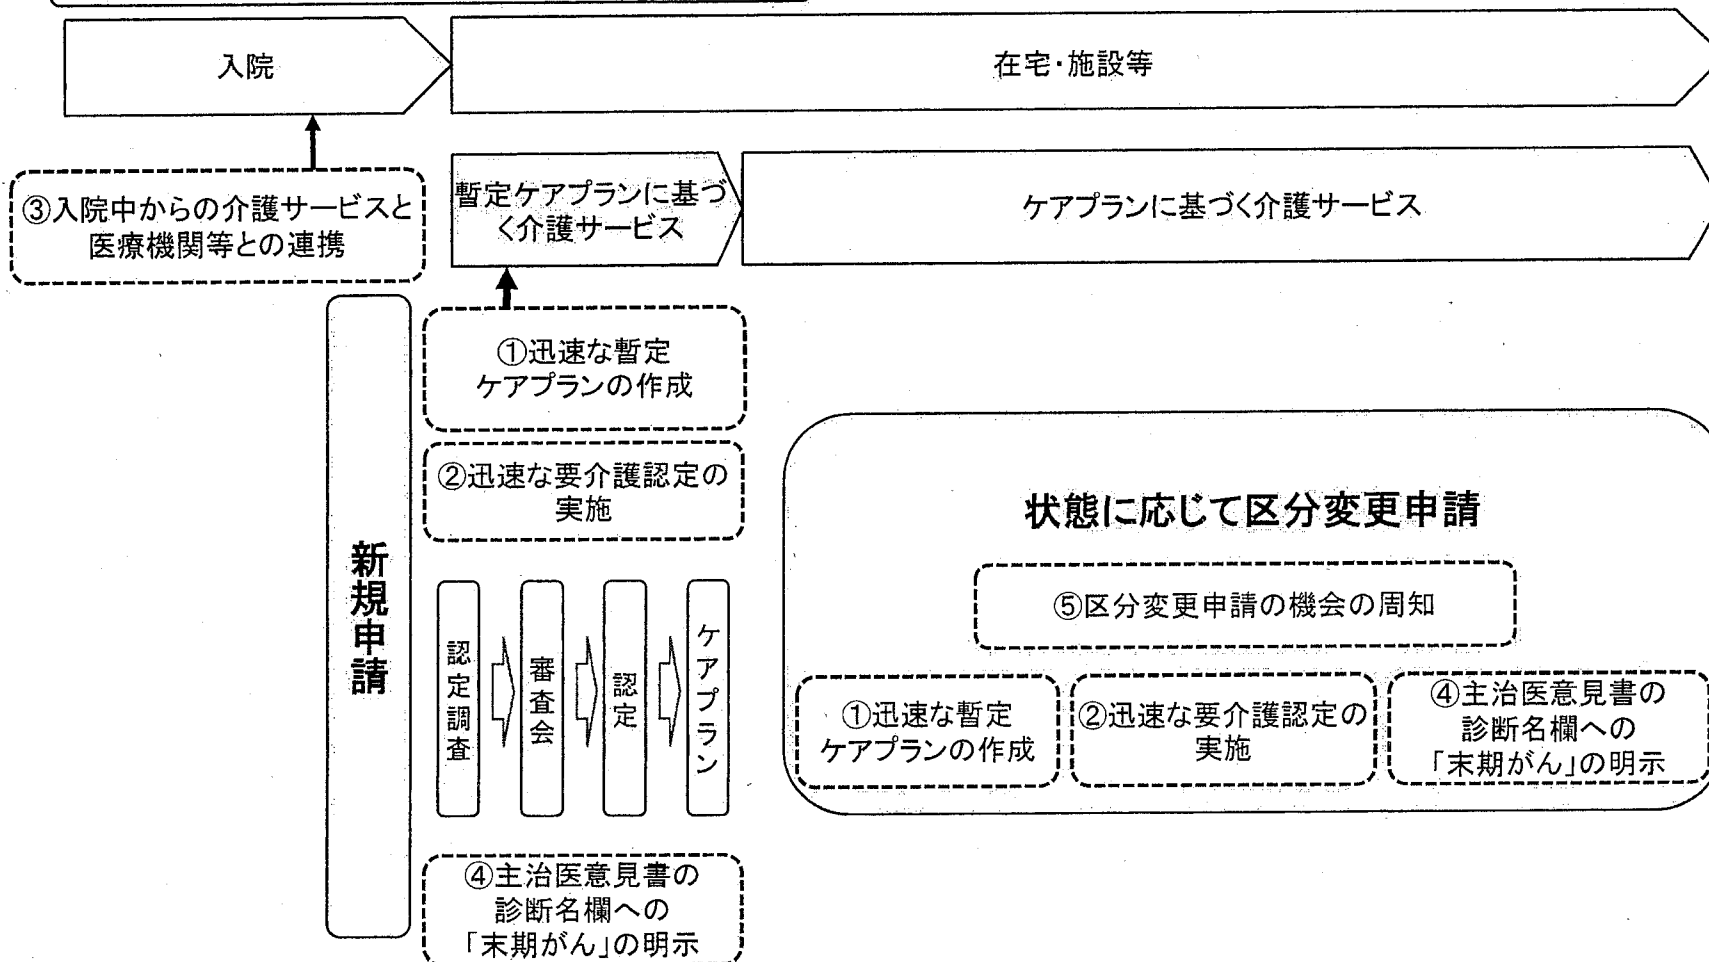 入院
在宅・施設等
③入院中からの介護サービスと
医療機関等との連携
暫定ケアプランに基づ
く介護サービス
ケアプランに基づく介護サービス
新規申請
①迅速な暫定
ケアプランの作成
②迅速な要介護認定の
実施
認定調査
審査会
認定
ケアプラン
④主治医意見書の
診断名欄への
「末期がん」の明示
状態に応じて区分変更申請
⑤区分変更申請の機会の周知
①迅速な暫定
ケアプランの作成
②迅速な要介護認定の
実施
④主治医意見書の
診断名欄への
「末期がん」の明示